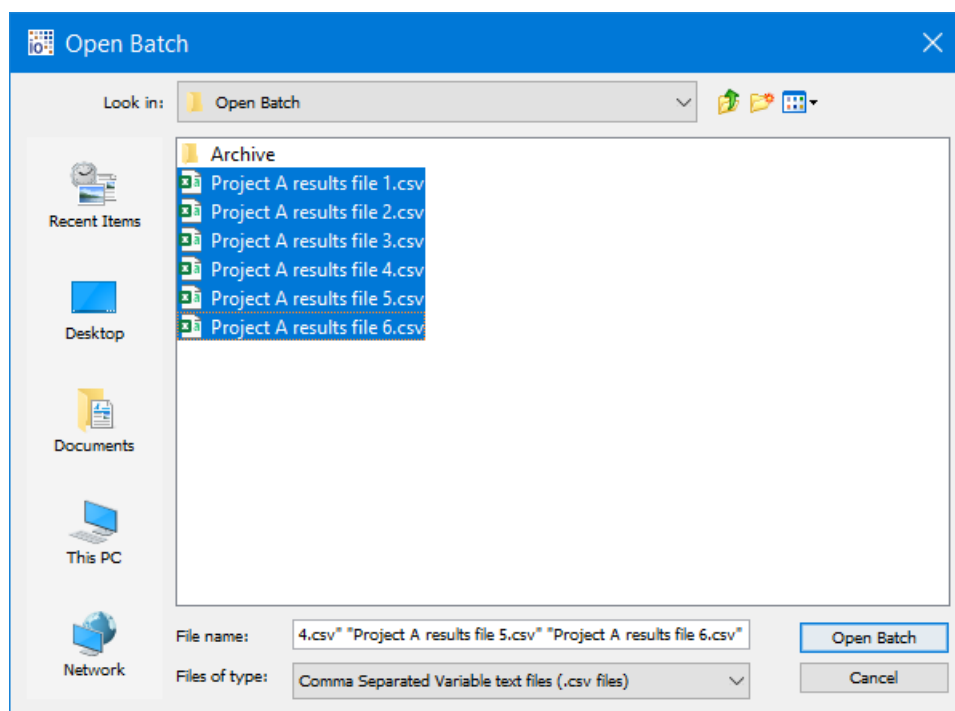 io
Open Batch
Look in:
Open Batch
Archive
Project A results file 1.csv
Project A results file 2.csv
Project A results file 3.csv
Project A results file 4.csv
Project A results file 5.csv
Project A results file 6.csv
Recent Items
Desktop
Documents
This PC
Network
File name:
4.csv" "Project A results file 5.csv" "Project A results file 6.csv"
Open Batch
Files of type:
Comma Separated Variable text files (.csv files)
Cancel